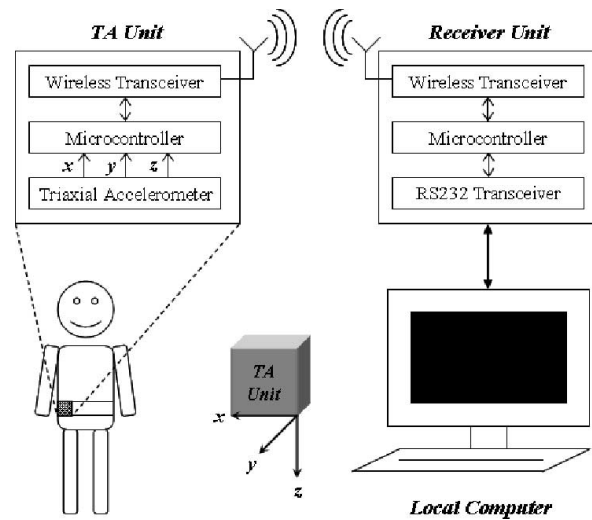 TA Unit
Wireless Transceiver
Microcontroller
x y z
Triaxial Accelerometer
Receiver Unit
Wireless Transceiver
Microcontroller
RS232 Transceiver
TA
Unit
x
y
z
Local Computer